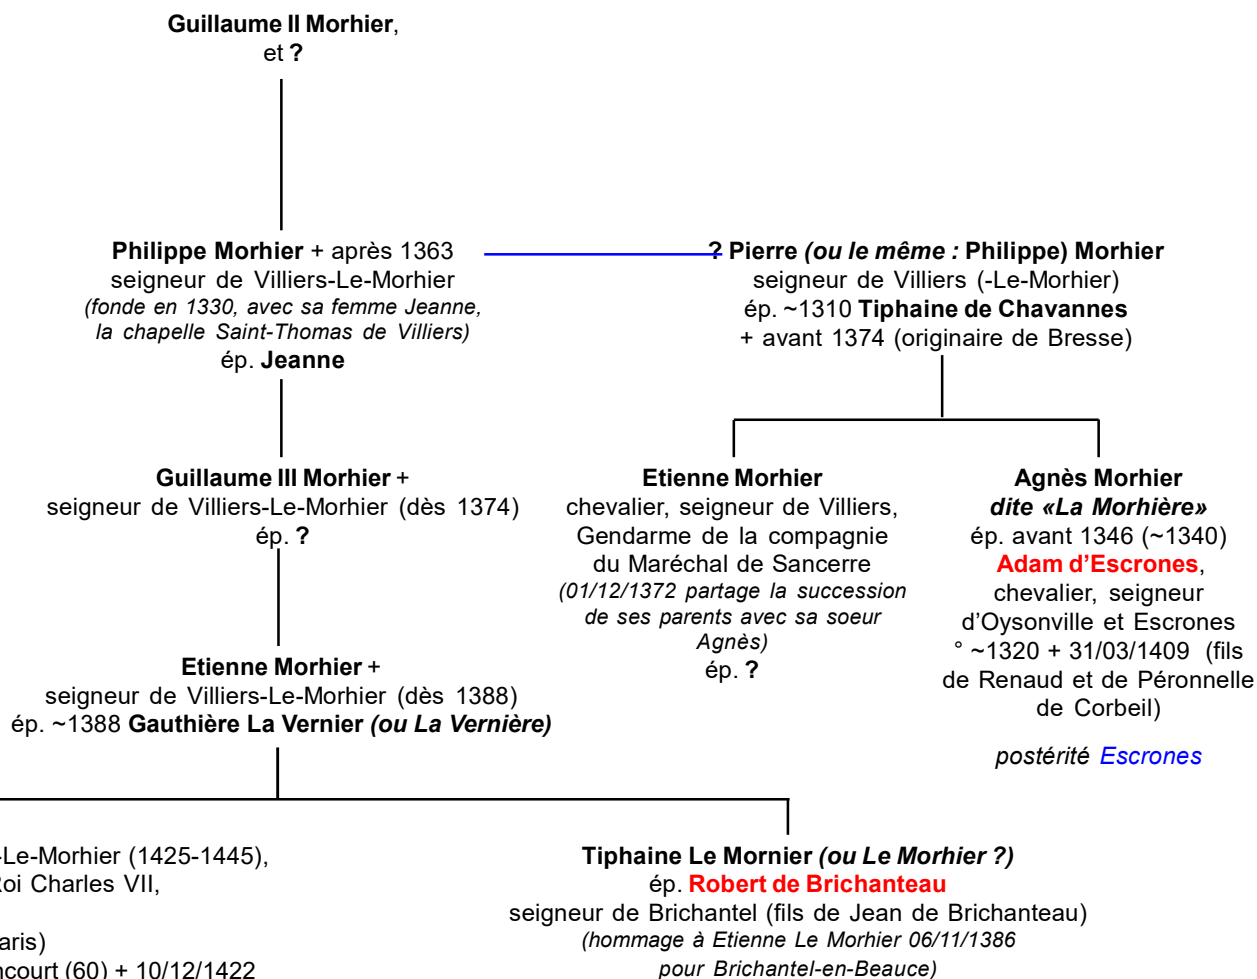 Guillaume II Morhier,
et ?
Philippe Morhier + après 1363
seigneur de Villiers-Le-Morhier
(fonde en 1330, avec sa femme Jeanne,
la chapelle Saint-Thomas de Villiers)
ép. Jeanne
? Pierre (ou le même : Philippe) Morhier
seigneur de Villiers (-Le-Morhier)
ép. ~1310 Tiphaine de Chavannes
+ avant 1374 (originaire de Bresse)
Guillaume III Morhier +
seigneur de Villiers-Le-Morhier (dès 1374)
ép. ?
Etienne Morhier
chevalier, seigneur de Villiers,
Gendarme de la compagnie
du Maréchal de Sancerre
(01/12/1372 partage la succession
de ses parents avec sa soeur
Agnès)
ép. ?
Agnès Morhier
dite «La Morhière»
ép. avant 1346 (~1340)
Adam d’Escrones,
chevalier, seigneur
d’Oysonville et Escrones
° ~1320 + 31/03/1409 (fils
de Renaud et de Péronnelle
de Corbeil)
postérité Escrones
Etienne Morhier +
seigneur de Villiers-Le-Morhier (dès 1388)
ép. ~1388 Gauthière La Vernier (ou La Vernière)
-Le-Morhier (1425-1445),
Roi Charles VII,
aris)
ncourt (60) + 10/12/1422
Tiphaine Le Mornier (ou Le Morhier ?)
ép. Robert de Brichanteau
seigneur de Brichantel (fils de Jean de Brichanteau)
(hommage à Etienne Le Morhier 06/11/1386
pour Brichantel-en-Beauce)